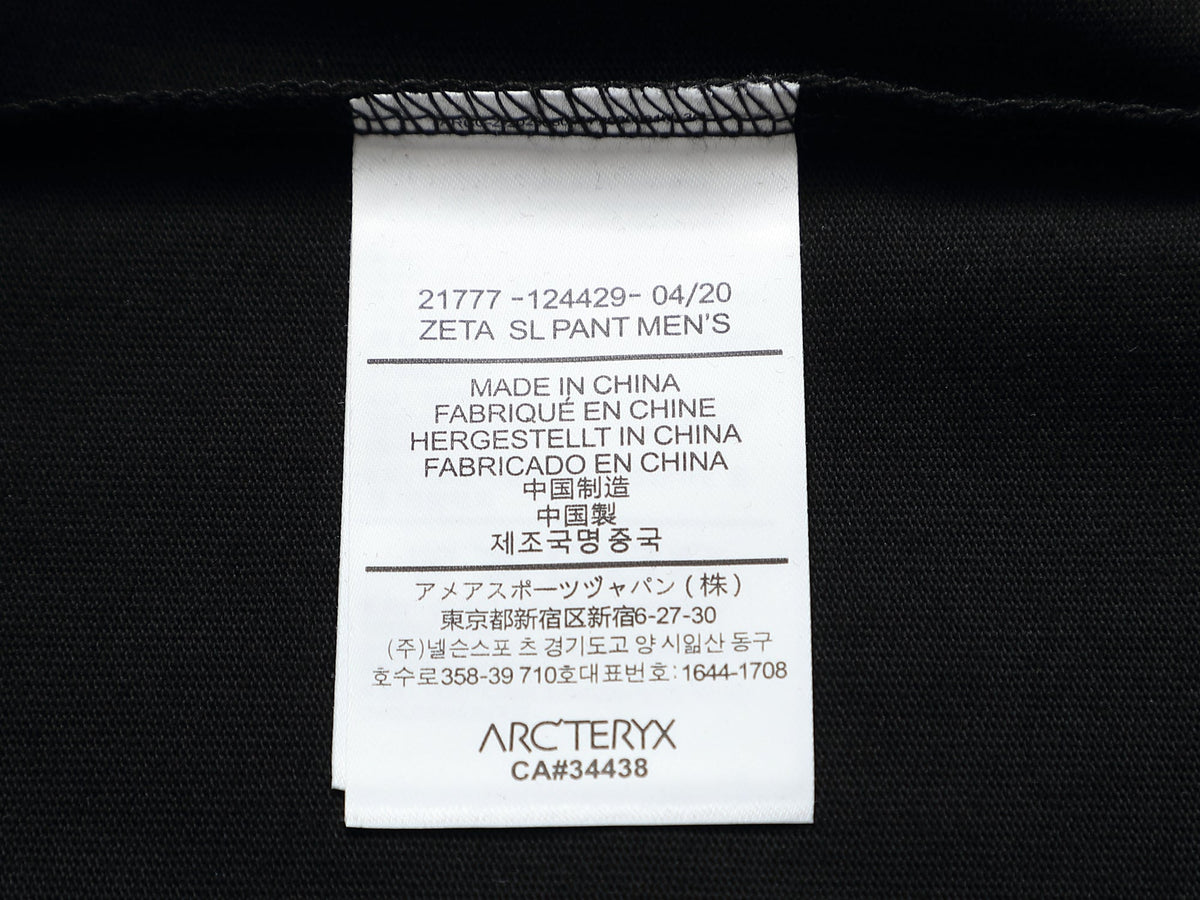 21777 -124429- 04/20
ZETA SL PANT MEN'S
MADE IN CHINA
FABRIQUÉ EN CHINE
HERGESTELLT IN CHINA
FABRICADO EN CHINA
中国制造
中国製
제조국명중국
アメアスポーツヅャパン(株)
東京都新宿区新宿6-27-30
(주)넬슨스포 츠 경기도고 양 시일산 동구
호수로358-39 710호대표번호:1644-1708
ARC'TERYX
CA#34438